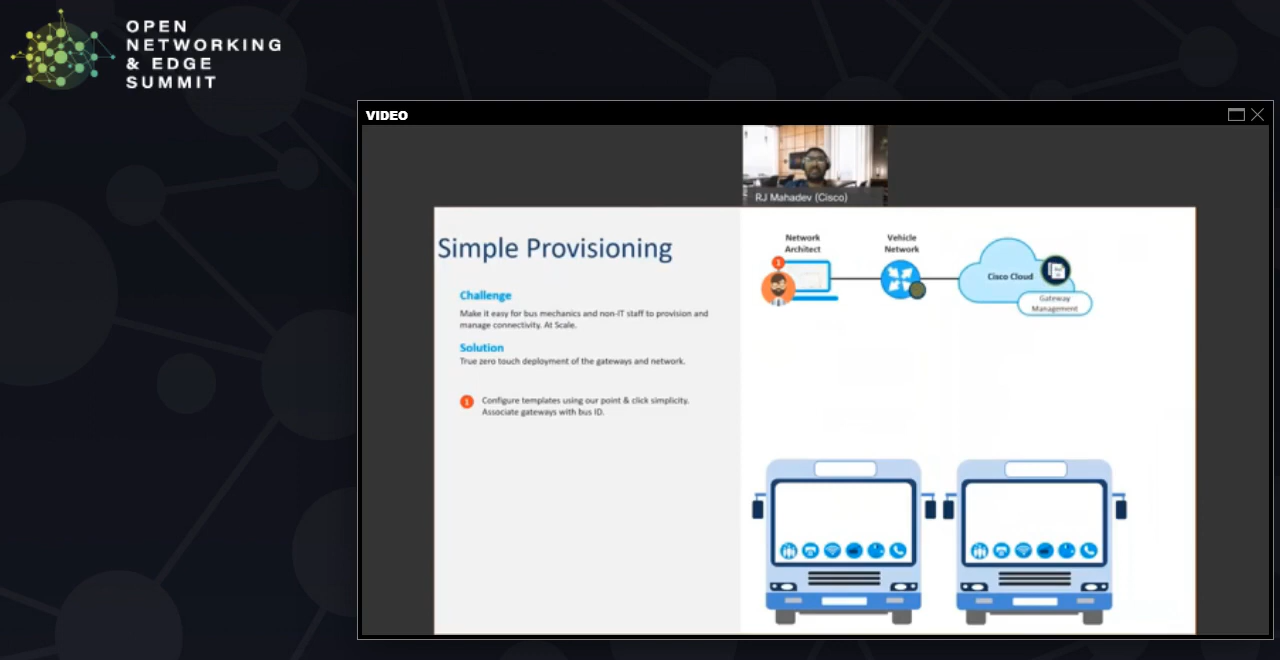 OPEN
NETWORKING
& EDGE
SUMMIT
VIDEO
RJ Mahadev (Cisco)
Simple Provisioning
Challenge
Make it easy for bus mechanics and non-IT staff to provision and
manage connectivity. At Scale.
Solution
True zero touch deployment of the gateways and network.
1
Configure templates using our point & click simplicity.
Associate gateways with bus ID.
Network
Architect
1
Vehicle
Network
Cisco Cloud
Gateway
Management